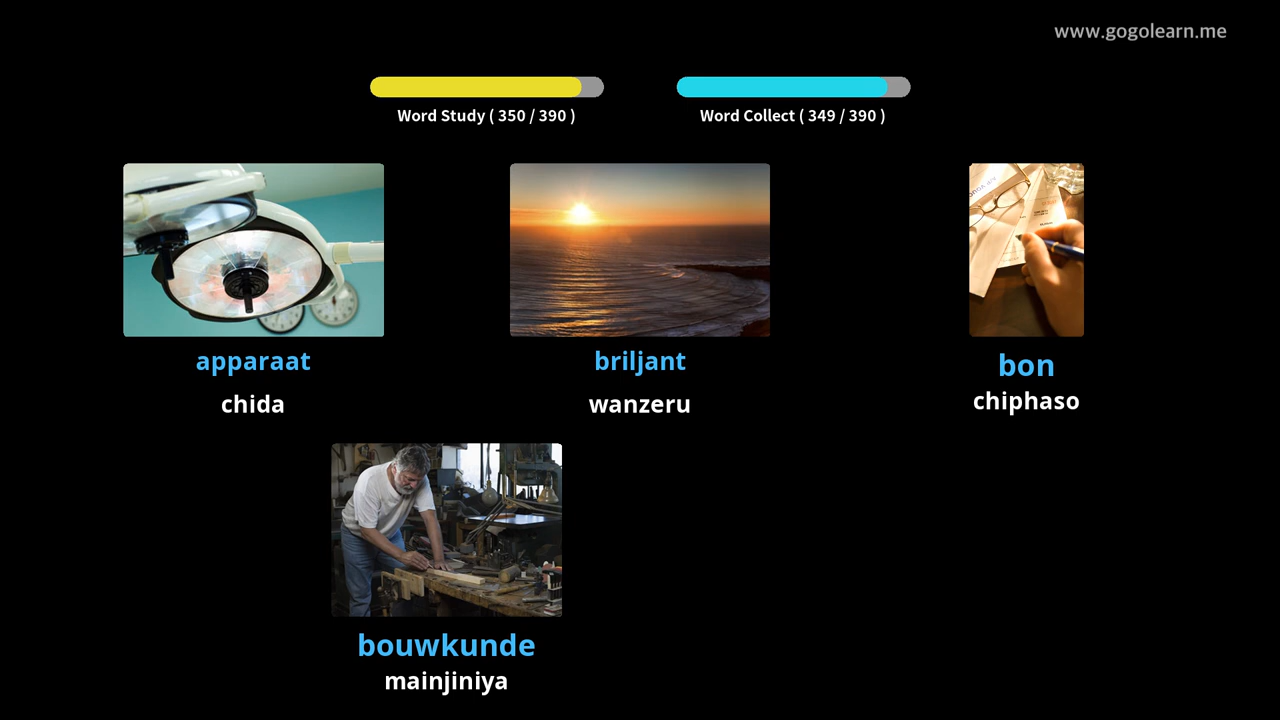 www.gogolearn.me
Word Study ( 350 / 390 )
Word Collect ( 349 / 390 )
apparaat
chida
briljant
wanzeru
bon
chiphaso
bouwkunde
mainjiniya